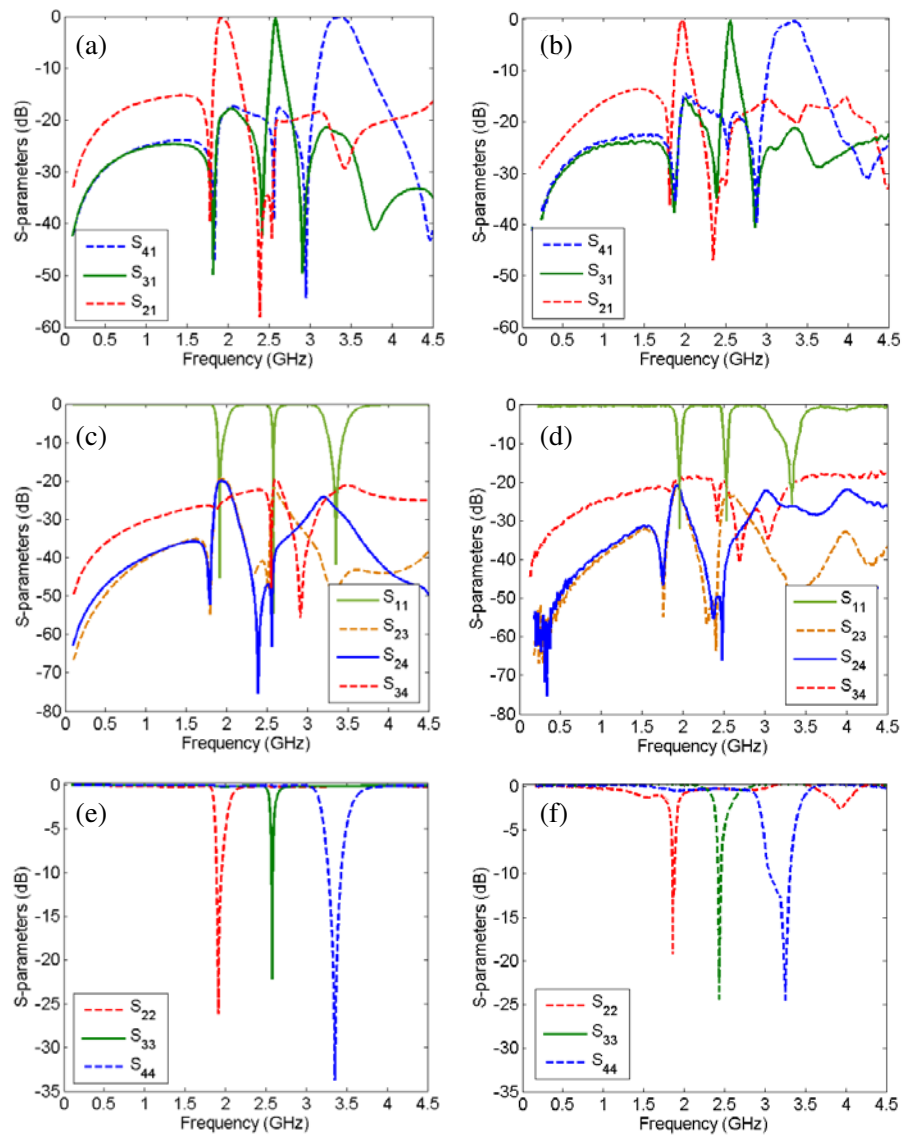 (a)
S-parameters (dB)
0
-10
-20
-30
-40
-50
-60
S41
S31
S21
0 0.5 1 1.5 2 2.5 3 3.5 4 4.5
Frequency (GHz)
(b)
S-parameters (dB)
0
-10
-20
-30
-40
-50
-60
S41
S31
S21
0 0.5 1 1.5 2 2.5 3 3.5 4 4.5
Frequency (GHz)
(c)
S-parameters (dB)
0
-10
-20
-30
-40
-50
-60
-70
-80
S11
S23
S24
S34
0 0.5 1 1.5 2 2.5 3 3.5 4 4.5
Frequency (GHz)
(d)
S-parameters (dB)
0
-10
-20
-30
-40
-50
-60
-70
-80
S11
S23
S24
S34
0 0.5 1 1.5 2 2.5 3 3.5 4 4.5
Frequency (GHz)
(e)
S-parameters (dB)
0
-5
-10
-15
-20
-25
-30
-35
S22
S33
S44
0 0.5 1 1.5 2 2.5 3 3.5 4 4.5
Frequency (GHz)
(f)
S-parameters (dB)
0
-5
-10
-15
-20
-25
-30
-35
S22
S33
S44
0 0.5 1 1.5 2 2.5 3 3.5 4 4.5
Frequency (GHz)